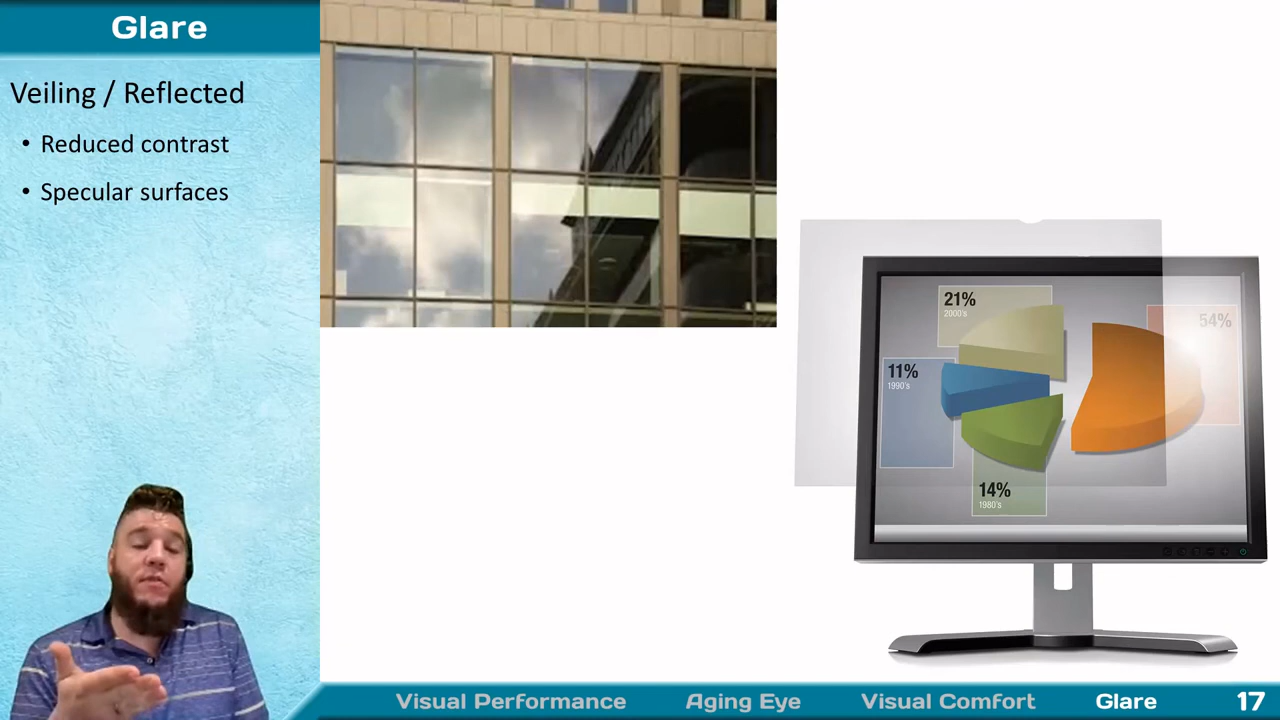 Glare
Veiling / Reflected
• Reduced contrast
• Specular surfaces
21%
2000's
54%
11%
1990's
14%
1980's
Visual Performance
Aging Eye
Visual Comfort
Glare
17